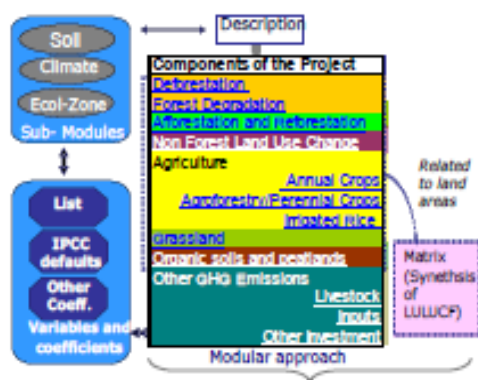 Description
Soil
Climate
Ecol-Zone
Sub- Modules
List
IPCC
defaults
Other
Coeff.
Variables and
coefficients
Components of the Project
Deforestation
Forest Degradation
Afforestation and Reforestation
Non Forest Land Use Change
Agriculture
Annual Crops
Agroforestry/Perennial Crops
Irrigated Rice
Grassland
Organic soils and peatlands
Other GHG Emissions
Livestock
Inputs
Other Investment
Related
to land
areas
Matrix
(Synethsis
of
LULUCF)
Modular approach